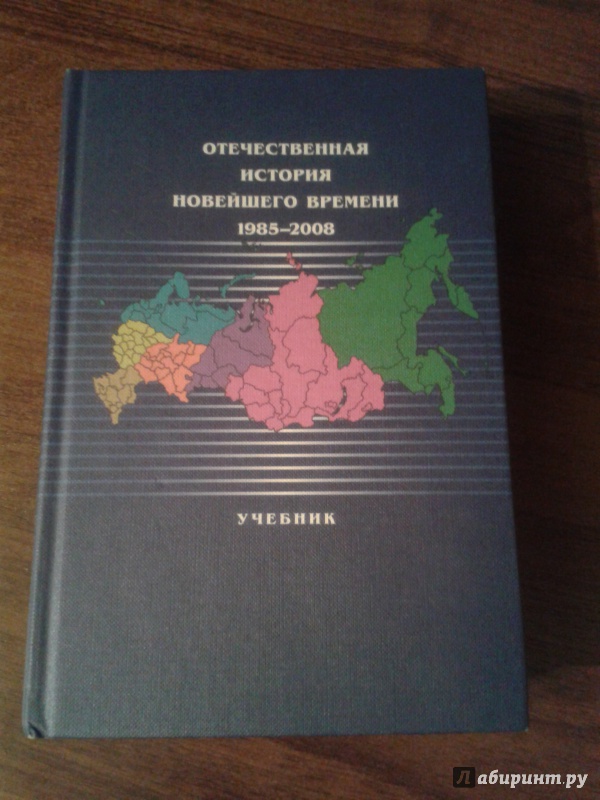 ОТЕЧЕСТВЕННАЯ
ИСТОРИЯ
НОВЕЙШЕГО ВРЕМЕНИ
1985–2008
УЧЕБНИК
Лабиринт.ру